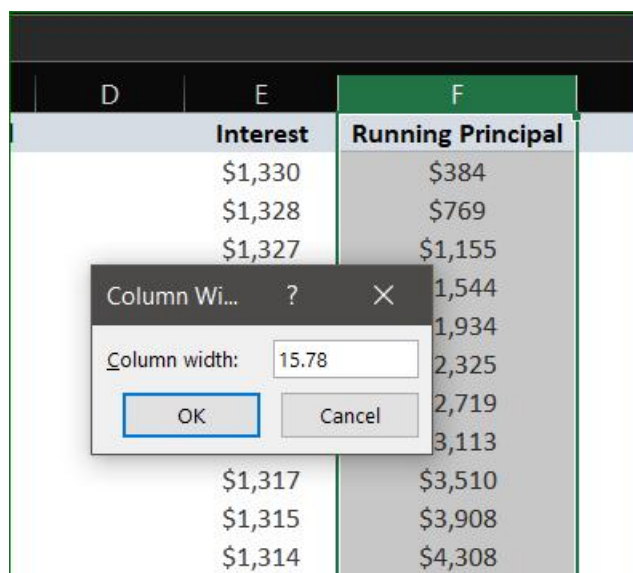 D E F
Interest Running Principal
$1,330 $384
$1,328 $769
$1,327 $1,155
Column Wi... ? 1,544
1,934
Column width: 15.78 2,325
OK Cancel 2,719
3,113
$1,317 $3,510
$1,315 $3,908
$1,314 $4,308